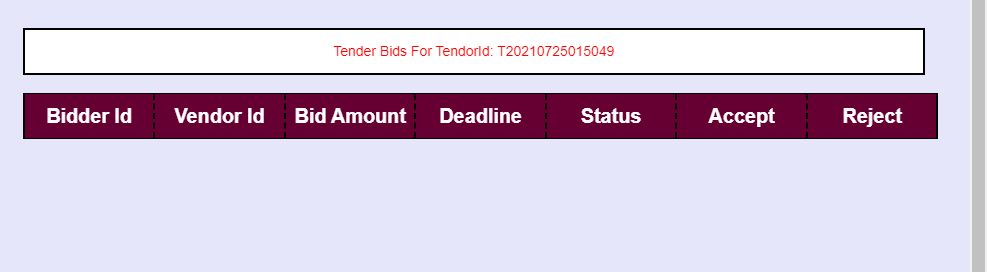 Tender Bids For TendorId: T20210725015049
Bidder Id Vendor Id Bid Amount Deadline Status Accept Reject